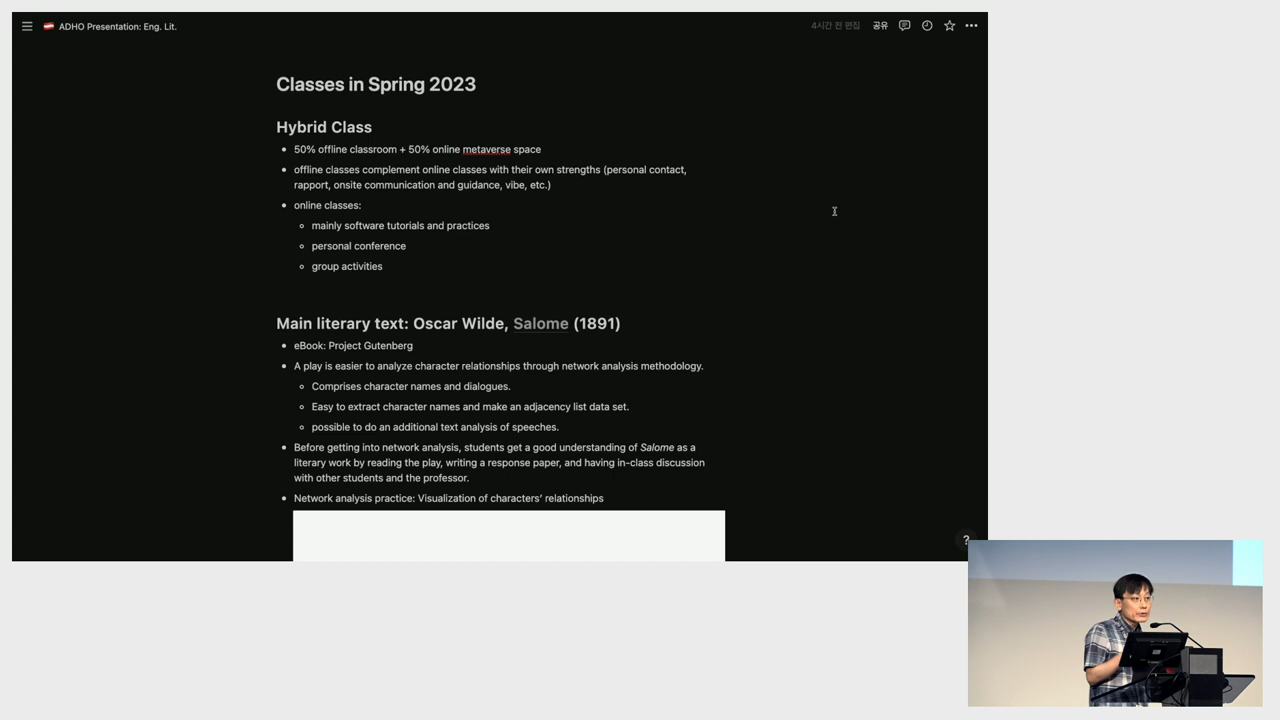 ADHO Presentation: Eng. Lit.
4시간 전 편집
공유
Classes in Spring 2023
Hybrid Class
50% offline classroom + 50% online metaverse space
offline classes complement online classes with their own strengths (personal contact,
rapport, onsite communication and guidance, vibe, etc.)
online classes:
mainly software tutorials and practices
personal conference
group activities
Main literary text: Oscar Wilde, Salome (1891)
eBook: Project Gutenberg
A play is easier to analyze character relationships through network analysis methodology.
Comprises character names and dialogues.
Easy to extract character names and make an adjacency list data set.
possible to do an additional text analysis of speeches.
Before getting into network analysis, students get a good understanding of Salome as a
literary work by reading the play, writing a response paper, and having in-class discussion
with other students and the professor.
Network analysis practice: Visualization of characters’ relationships
?